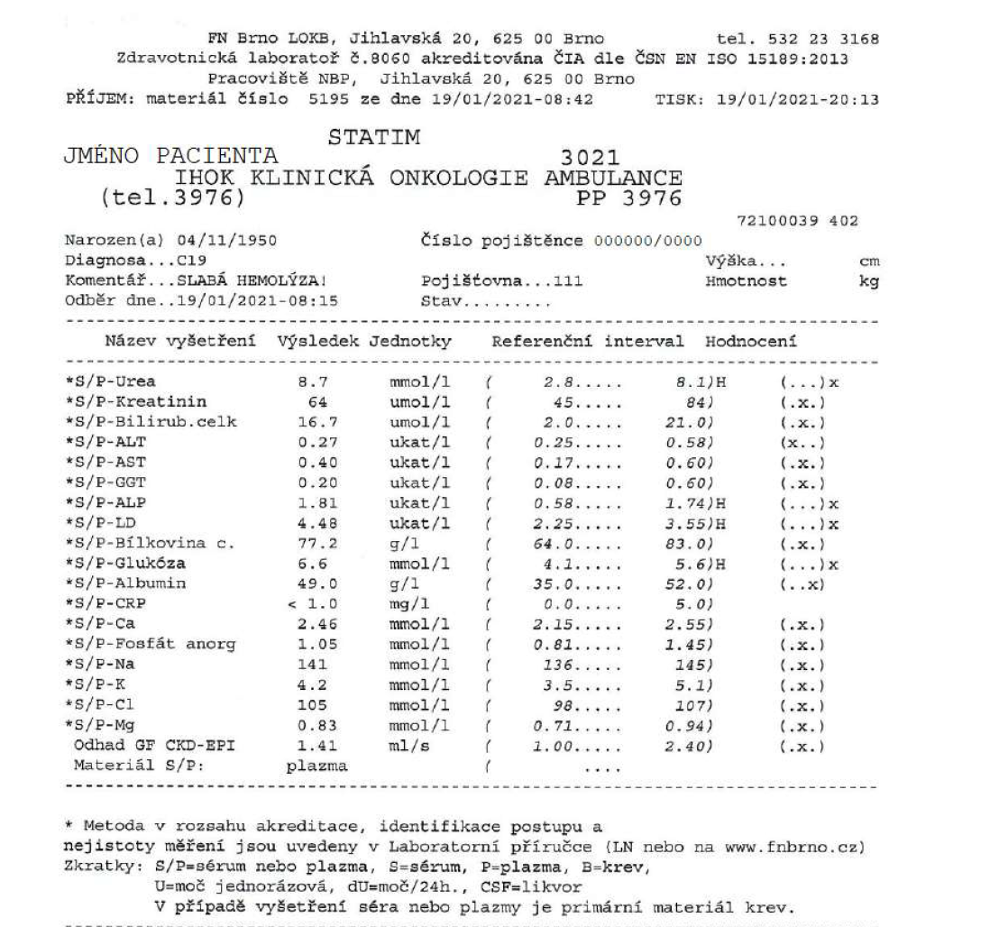 FN Brno LOKB, Jihlavská 20, 625 00 Brno tel. 532 23 3168
Zdravotnická laboratoř č.8060 akreditována ČIA dle ČSN EN ISO 15189:2013
Pracoviště NBP, Jihlavská 20, 625 00 Brno
PŘÍJEM: materiál číslo 5195 ze dne 19/01/2021-08:42 TISK: 19/01/2021-20:13
STATIM
JMÉNO PACIENTA 3021
IHOK KLINICKÁ ONKOLOGIE AMBULANCE
(tel.3976) PP 3976
72100039 402
Narozen(a) 04/11/1950 Číslo pojištěnce 000000/0000
Diagnosa...C19 Výška... cm
Komentář...SLABÁ HEMOLÝZA! Pojišťovna...111 Hmotnost kg
Odběr dne..19/01/2021-08:15 Stav.........
Název vyšetření Výsledek Jednotky Referenční interval Hodnocení
*S/P-Urea 8.7 mmol/l ( 2.8..... 8.1)H (...)x
*S/P-Kreatinin 64 umol/l ( 45..... 84) (.x.)
*S/P-Bilirub.celk 16.7 umol/l ( 2.0..... 21.0) (.x.)
*S/P-ALT 0.27 ukat/l ( 0.25..... 0.58) (x..)
*S/P-AST 0.40 ukat/l ( 0.17..... 0.60) (.x.)
*S/P-GGT 0.20 ukat/l ( 0.08..... 0.60) (.x.)
*S/P-ALP 1.81 ukat/l ( 0.58..... 1.74)H (...)x
*S/P-LD 4.48 ukat/l ( 2.25..... 3.55)H (...)x
*S/P-Bílkovina c. 77.2 g/l ( 64.0..... 83.0) (.x.)
*S/P-Glukóza 6.6 mmol/l ( 4.1..... 5.6)H (...)x
*S/P-Albumin 49.0 g/l ( 35.0..... 52.0) (..x)
*S/P-CRP < 1.0 mg/l ( 0.0..... 5.0)
*S/P-Ca 2.46 mmol/l ( 2.15..... 2.55) (.x.)
*S/P-Fosfát anorg 1.05 mmol/l ( 0.81..... 1.45) (.x.)
*S/P-Na 141 mmol/l ( 136..... 145) (.x.)
*S/P-K 4.2 mmol/l ( 3.5..... 5.1) (.x.)
*S/P-Cl 105 mmol/l ( 98..... 107) (.x.)
*S/P-Mg 0.83 mmol/l ( 0.71..... 0.94) (.x.)
Odhad GF CKD-EPI 1.41 ml/s ( 1.00..... 2.40) (.x.)
Materiál S/P: plazma ( ....
* Metoda v rozsahu akreditace, identifikace postupu a
nejistoty měření jsou uvedeny v Laboratorní příručce (LN nebo na www.fnbrno.cz)
Zkratky: S/P=sérum nebo plazma, S=sérum, P=plazma, B=krev,
U=moč jednorázová, dU=moč/24h., CSF=likvor
V případě vyšetření séra nebo plazmy je primární materiál krev.